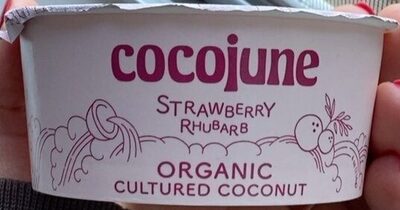 cocojune
STRAWBERRY
RHUBARB
ORGANIC
CULTURED COCONUT